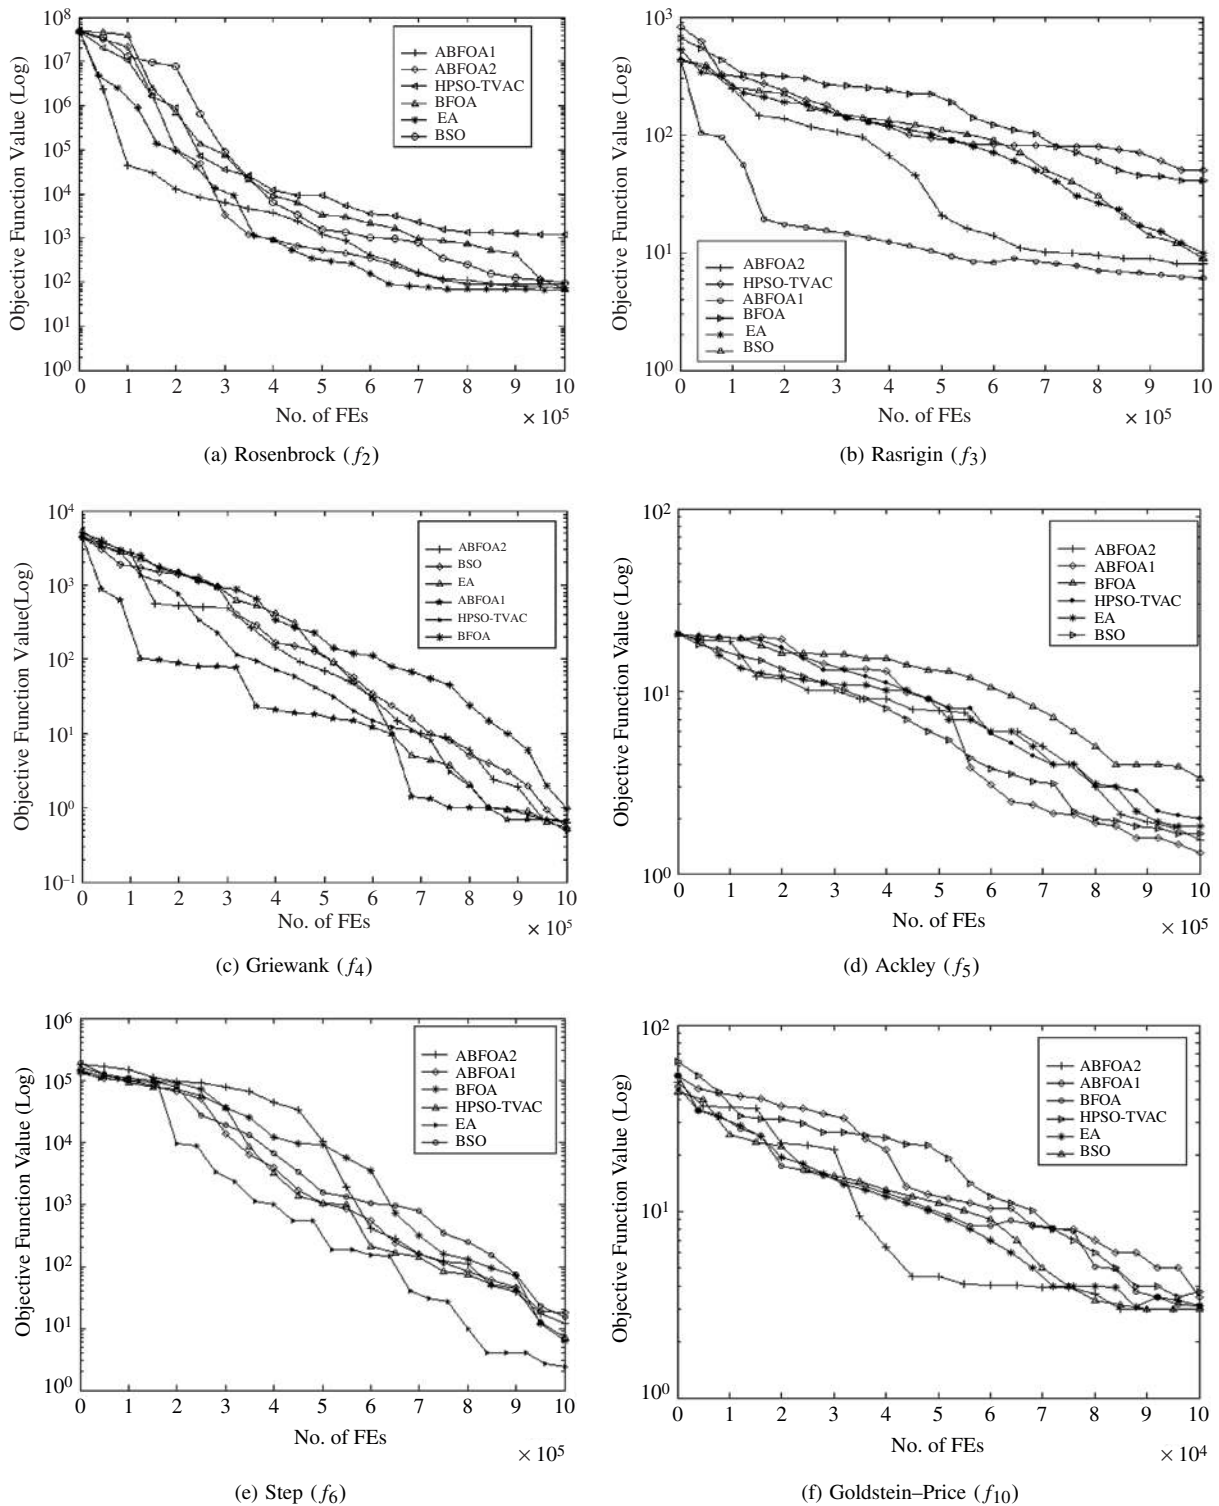 Objective Function Value (Log)
10^8
10^7
10^6
10^5
10^4
10^3
10^2
10^1
10^0
ABFOA1
ABFOA2
HPSO-TVAC
BFOA
EA
BSO
0 1 2 3 4 5 6 7 8 9 10
No. of FEs
× 10^5
(a) Rosenbrock (f2)
Objective Function Value (Log)
10^3
10^2
10^1
10^0
ABFOA2
HPSO-TVAC
ABFOA1
BFOA
EA
BSO
0 1 2 3 4 5 6 7 8 9 10
No. of FEs
× 10^5
(b) Rasrigin (f3)
Objective Function Value(Log)
10^4
10^3
10^2
10^1
10^0
10^−1
ABFOA2
BSO
EA
ABFOA1
HPSO-TVAC
BFOA
0 1 2 3 4 5 6 7 8 9 10
No. of FEs
× 10^5
(c) Griewank (f4)
Objective Function Value (Log)
10^2
10^1
10^0
ABFOA2
ABFOA1
BFOA
HPSO-TVAC
EA
BSO
0 1 2 3 4 5 6 7 8 9 10
No. of FEs
× 10^5
(d) Ackley (f5)
Objective Function Value (Log)
10^6
10^5
10^4
10^3
10^2
10^1
10^0
ABFOA2
ABFOA1
BFOA
HPSO-TVAC
EA
BSO
0 1 2 3 4 5 6 7 8 9 10
No. of FEs
× 10^5
(e) Step (f6)
Objective Function Value (Log)
10^2
10^1
10^0
ABFOA2
ABFOA1
BFOA
HPSO-TVAC
EA
BSO
0 1 2 3 4 5 6 7 8 9 10
No. of FEs
× 10^4
(f) Goldstein–Price (f10)